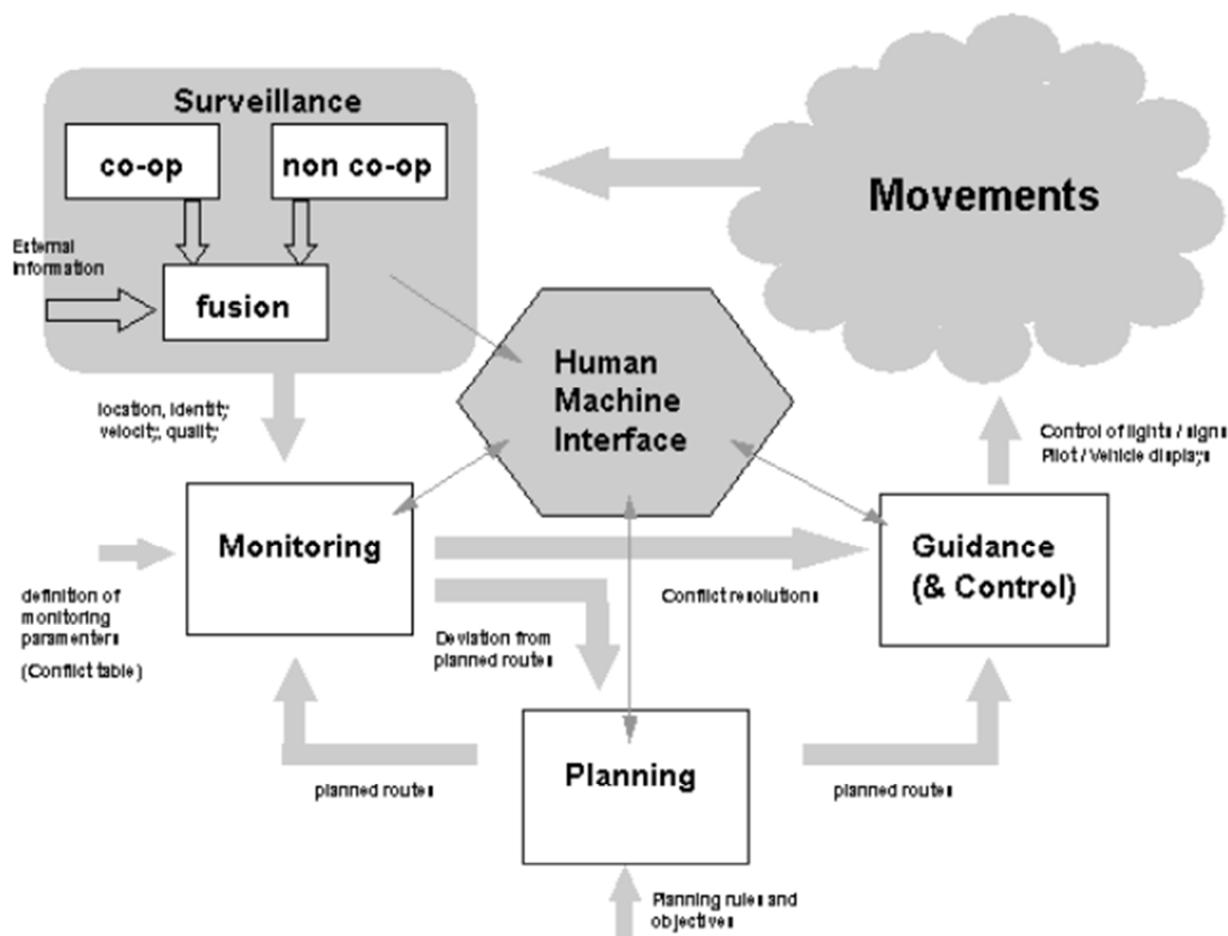 Surveillance
co-op
non co-op
External
information
fusion
Movements
Human
Machine
Interface
location, identity,
velocity, quality
Control of lights / signs
Pilot / Vehicle displays
Monitoring
Guidance
(& Control)
definition of
monitoring
paramenters
(Conflict table)
Conflict resolutions
Deviation from
planned routes
Planning
planned routes
planned routes
Planning rules and
objectives